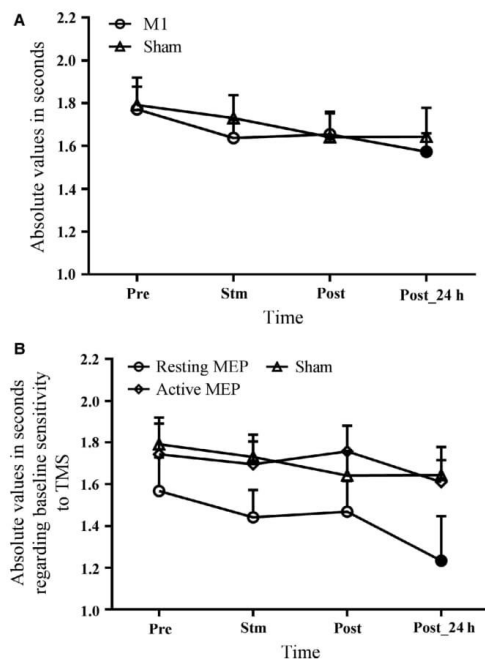 A
M1
Sham
Absolute values in seconds
2.2
2.0
1.8
1.6
1.4
1.2
1.0
Pre Stm Post Post_24 h
Time
B
Resting MEP Sham
Active MEP
Absolute values in seconds
regarding baseline sensitivity
to TMS
2.2
2.0
1.8
1.6
1.4
1.2
1.0
Pre Stm Post Post_24 h
Time